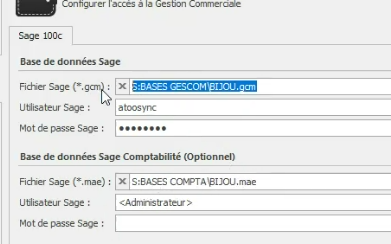 Configurer l'accès à la Gestion Commerciale
Sage 100c
Base de données Sage
Fichier Sage (*.gcm) : S:BASES GESCOM\BIJOU.gcm
Utilisateur Sage : atoosync
Mot de passe Sage : ●●●●●●●●
Base de données Sage Comptabilité (Optionnel)
Fichier Sage (*.mae) : S:BASES COMPTA\BIJOU.mae
Utilisateur Sage : <Administrateur>
Mot de passe Sage :